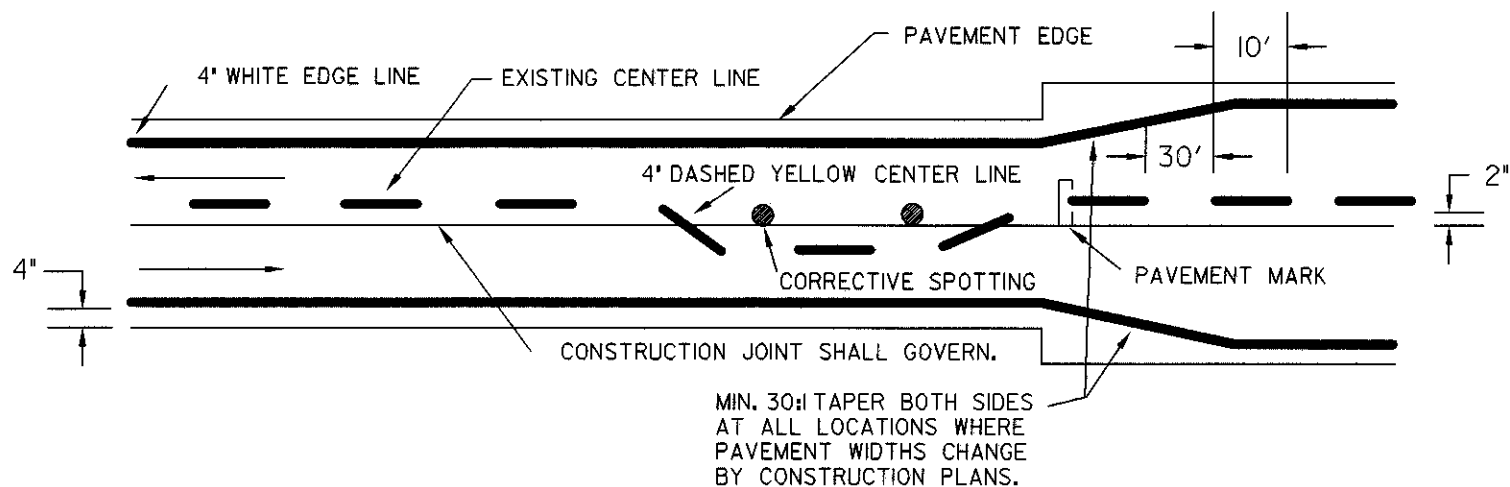 PAVEMENT EDGE
10'
4" WHITE EDGE LINE
EXISTING CENTER LINE
30'
4" DASHED YELLOW CENTER LINE
2"
4"
CORRECTIVE SPOTTING
PAVEMENT MARK
CONSTRUCTION JOINT SHALL GOVERN.
MIN. 30:1 TAPER BOTH SIDES
AT ALL LOCATIONS WHERE
PAVEMENT WIDTHS CHANGE
BY CONSTRUCTION PLANS.